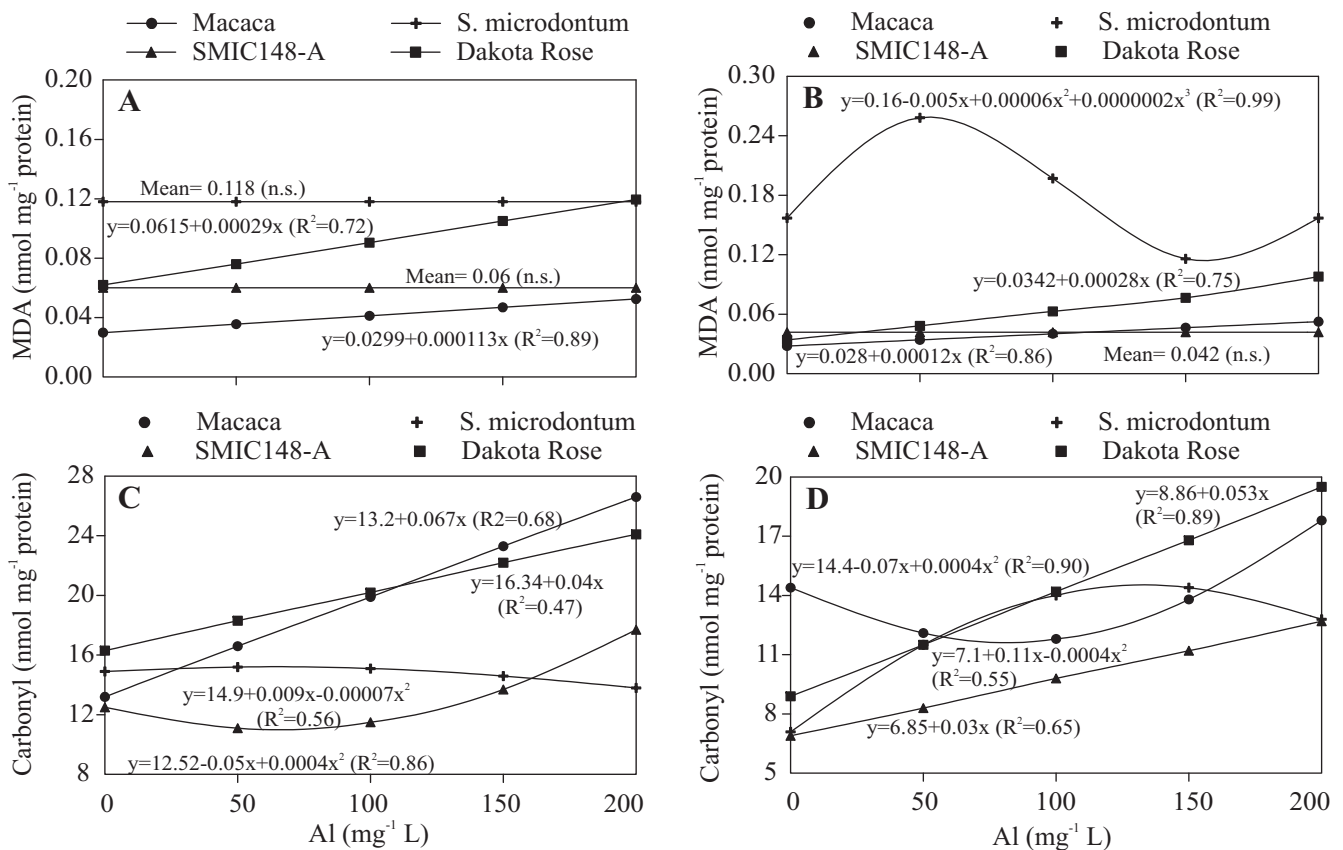 Macaca S. microdontum
SMIC148-A Dakota Rose
A
MDA (nmol mg⁻¹ protein)
0.20
0.16
0.12
0.08
0.04
0.00
Mean= 0.118 (n.s.)
y=0.0615+0.00029x (R²=0.72)
Mean= 0.06 (n.s.)
y=0.0299+0.000113x (R²=0.89)
Macaca S. microdontum
SMIC148-A Dakota Rose
B
MDA (nmol mg⁻¹ protein)
0.30
0.24
0.18
0.12
0.06
0.00
y=0.16-0.005x+0.00006x²+0.0000002x³ (R²=0.99)
y=0.0342+0.00028x (R²=0.75)
y=0.028+0.00012x (R²=0.86)
Mean= 0.042 (n.s.)
Macaca S. microdontum
SMIC148-A Dakota Rose
C
Carbonyl (nmol mg⁻¹ protein)
28
24
20
16
12
8
y=13.2+0.067x (R2=0.68)
y=16.34+0.04x
(R²=0.47)
y=14.9+0.009x-0.00007x²
(R²=0.56)
y=12.52-0.05x+0.0004x² (R²=0.86)
0 50 100 150 200
Al (mg⁻¹ L)
Macaca S. microdontum
SMIC148-A Dakota Rose
D
Carbonyl (nmol mg⁻¹ protein)
20
17
14
11
8
5
y=8.86+0.053x
(R²=0.89)
y=14.4-0.07x+0.0004x² (R²=0.90)
y=7.1+0.11x-0.0004x²
(R²=0.55)
y=6.85+0.03x (R²=0.65)
0 50 100 150 200
Al (mg⁻¹ L)